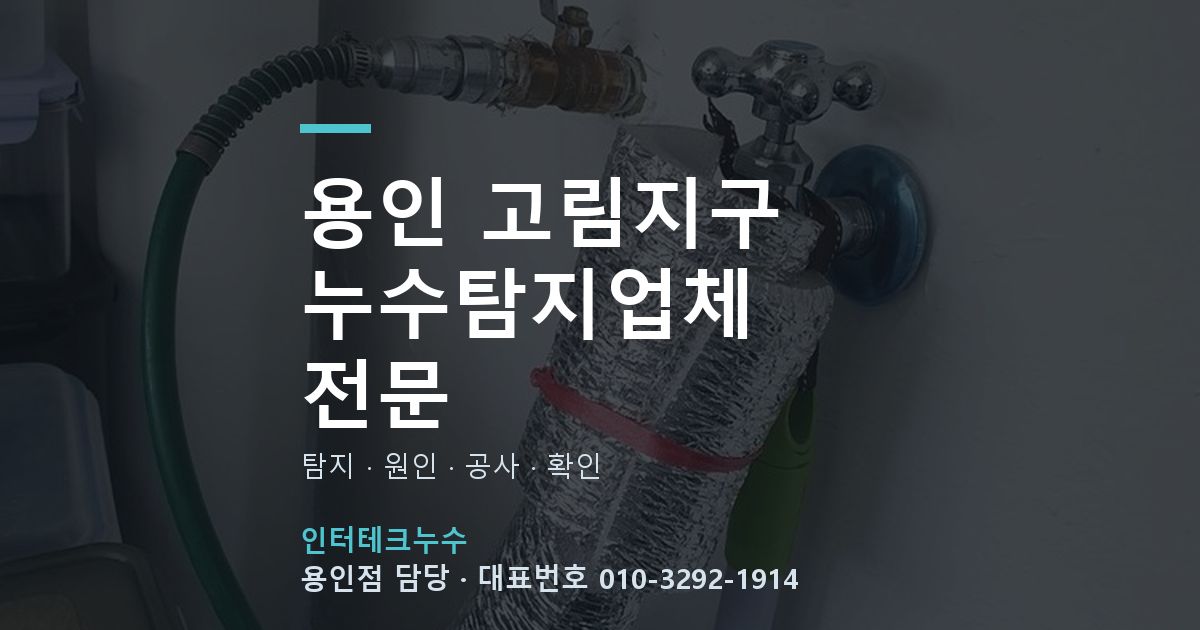 용인 고림지구
누수탐지업체
전문
탐지 · 원인 · 공사 · 확인
인터테크누수
용인점 담당 · 대표번호 010-3292-1914